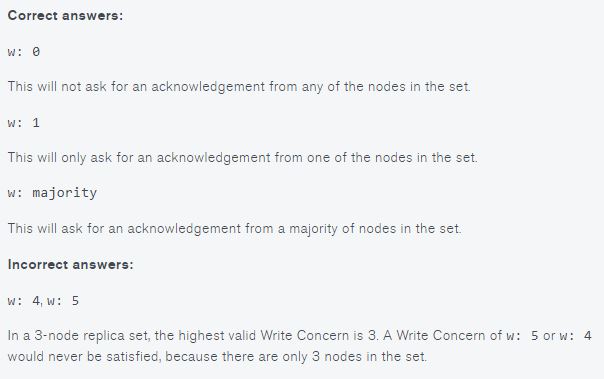 Correct answers:
w: 0
This will not ask for an acknowledgement from any of the nodes in the set.
w: 1
This will only ask for an acknowledgement from one of the nodes in the set.
w: majority
This will ask for an acknowledgement from a majority of nodes in the set.
Incorrect answers:
w: 4, w: 5
In a 3-node replica set, the highest valid Write Concern is 3. A Write Concern of w: 5 or w: 4
would never be satisfied, because there are only 3 nodes in the set.